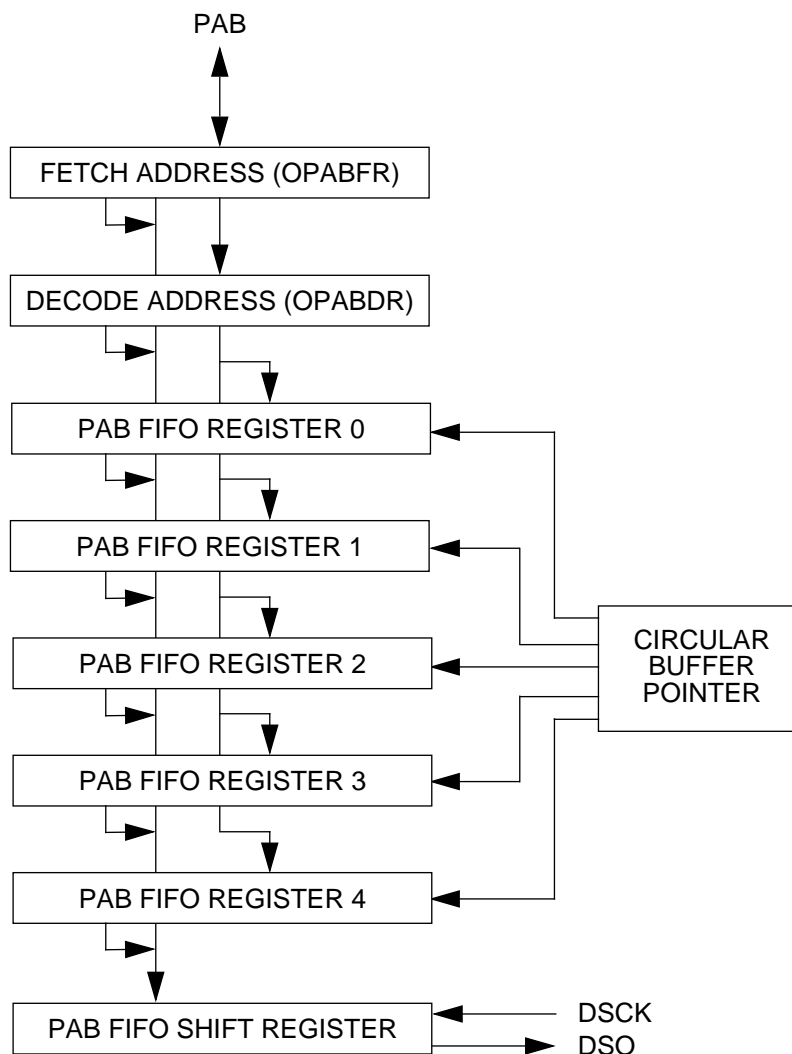 PAB
FETCH ADDRESS (OPABFR)
DECODE ADDRESS (OPABDR)
PAB FIFO REGISTER 0
PAB FIFO REGISTER 1
PAB FIFO REGISTER 2
PAB FIFO REGISTER 3
PAB FIFO REGISTER 4
CIRCULAR
BUFFER
POINTER
PAB FIFO SHIFT REGISTER
DSCK
DSO